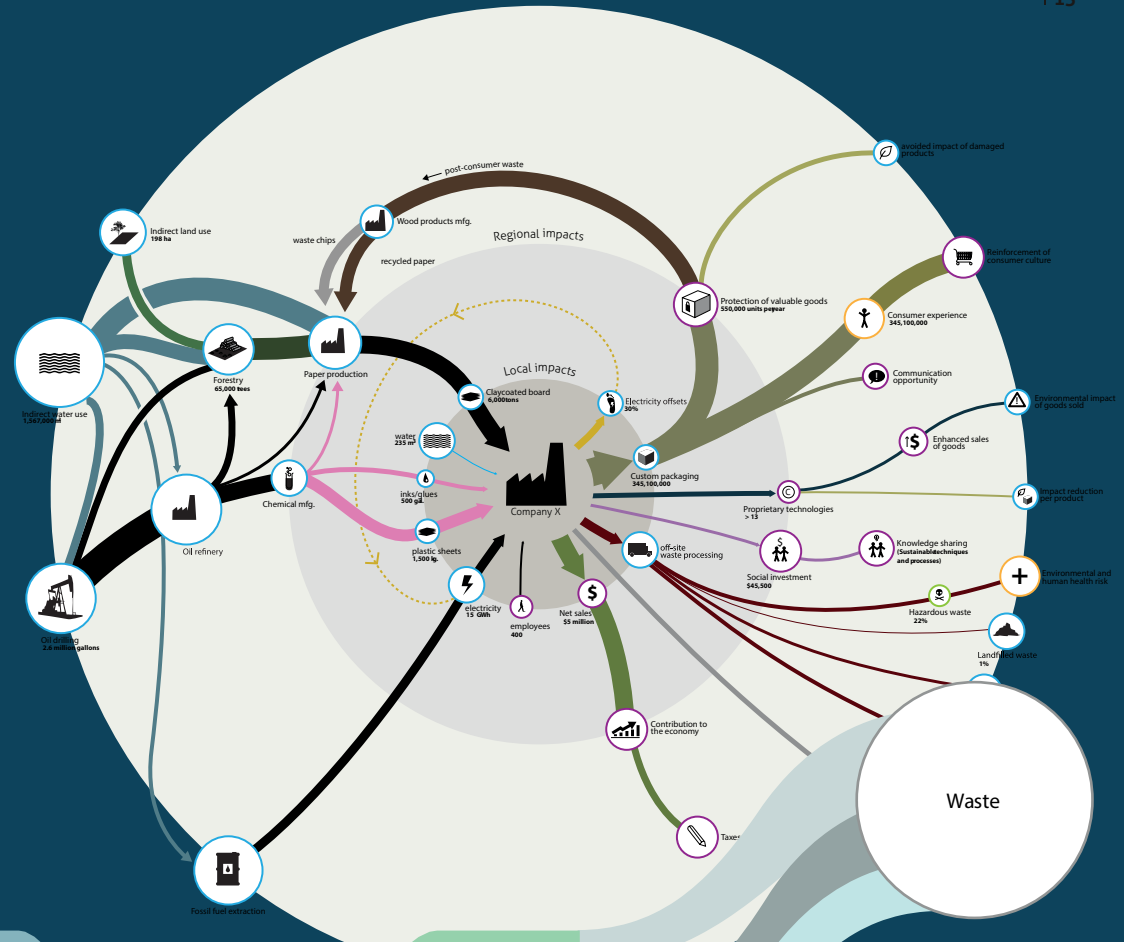 avoided impact of damaged
products
post-consumer waste
Wood products mfg.
Indirect land use
198 ha
waste chips
Regional impacts
recycled paper
Reinforcement of
consumer culture
Protection of valuable goods
550,000 units per year
Consumer experience
345,100,000
Paper production
Local impacts
Forestry
65,000 trees
Communication
opportunity
Claycoated board
6,000 tons
Electricity offsets
30%
Environmental impact
of goods sold
Indirect water use
water
235 m³
Enhanced sales
of goods
Custom packaging
345,100,000
inks/glues
500 gal.
Chemical mfg.
Company X
Proprietary technologies
> 13
Impact reduction
per product
Oil refinery
plastic sheets
1,500 kg.
off-site
waste processing
Knowledge sharing
(Sustainable techniques
and processes)
Social investment
$45,500
Environmental and
human health risk
electricity
15 GWh
employees
400
Net sales
$5 million
Hazardous waste
22%
Oil drilling
2.6 million gallons
Landfilled waste
1%
Contribution to
the economy
Waste
Taxes
Fossil fuel extraction